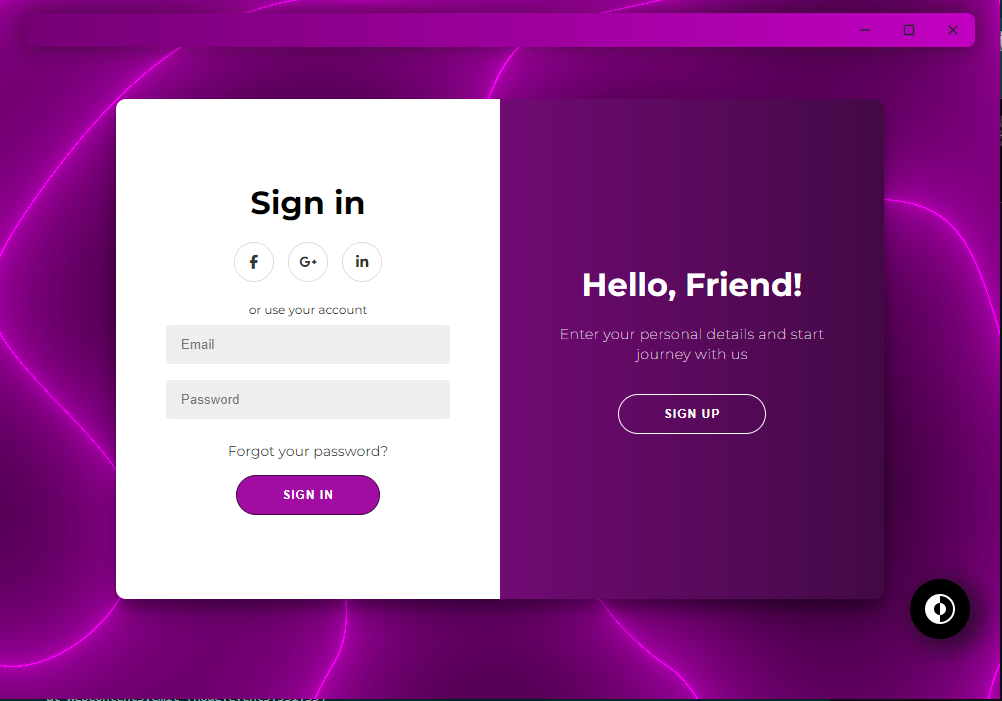 Sign in
G+
in
or use your account
Email
Password
Forgot your password?
SIGN IN
Hello, Friend!
Enter your personal details and start
journey with us
SIGN UP